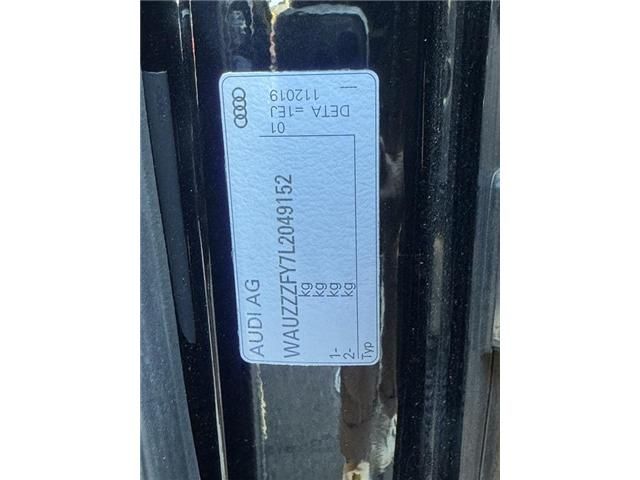 AUDI AG
WAUZZZFY7L2049152
kg
kg
1- kg
2- kg
Typ
01
DETA =1EJ
112019